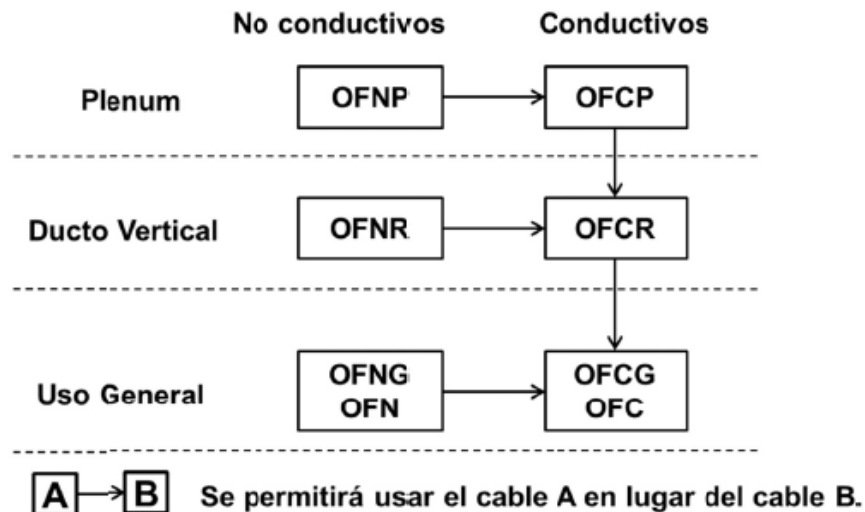 No conductivos Conductivos
Plenum OFNP OFCP
Ducto Vertical OFNR OFCR
Uso General
OFNG OFCG
OFN OFC
A B Se permitirá usar el cable A en lugar del cable B.